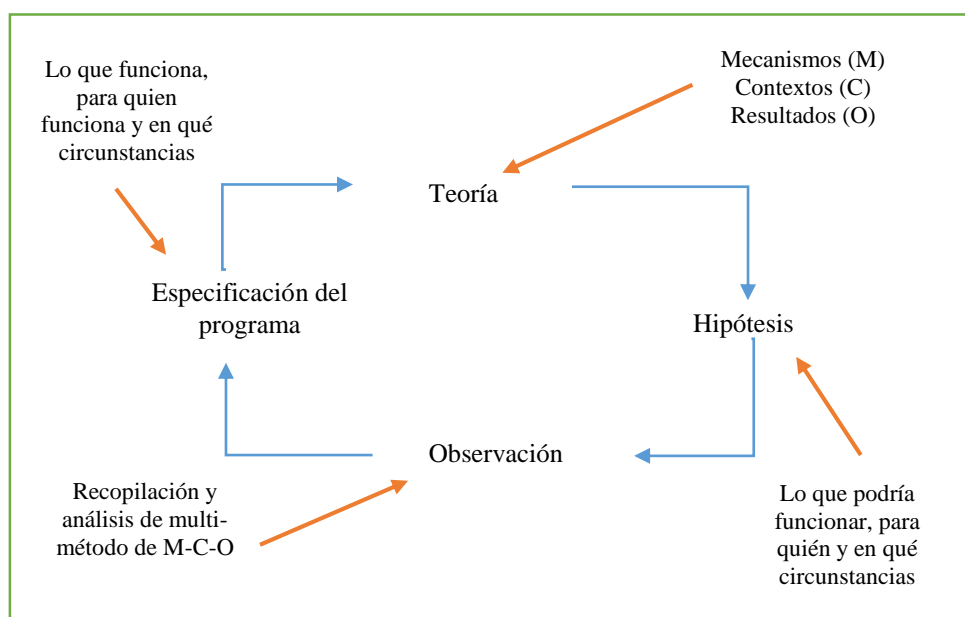 Lo que funciona,
para quien
funciona y en qué
circunstancias
Mecanismos (M)
Contextos (C)
Resultados (O)
Teoría
Especificación del
programa
Hipótesis
Observación
Recopilación y
análisis de multi-
método de M-C-O
Lo que podría
funcionar, para
quién y en qué
circunstancias